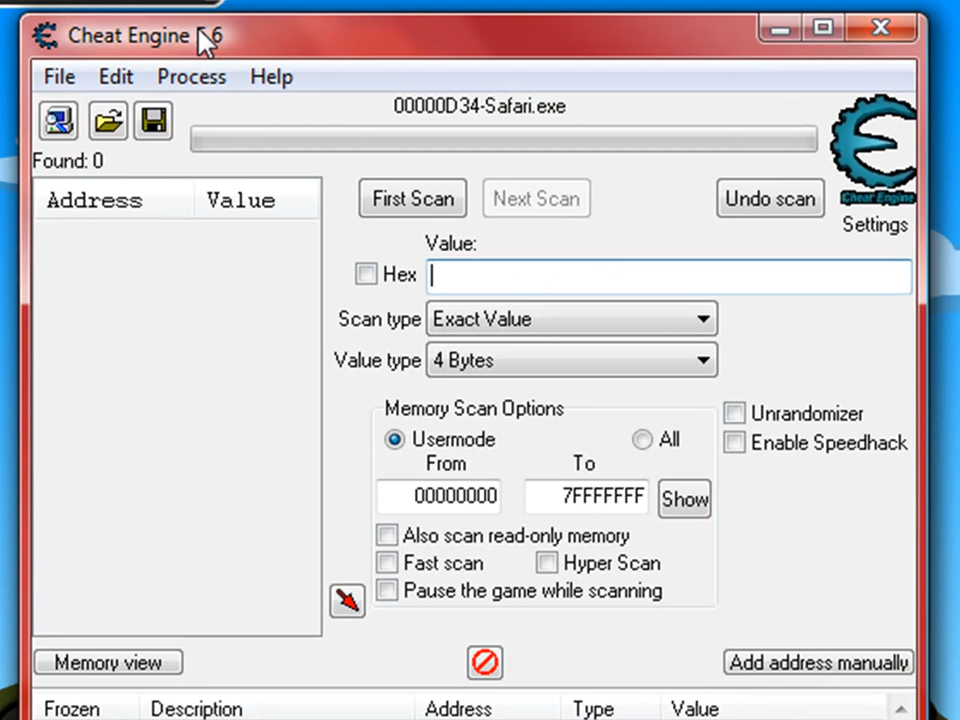 Cheat Engine 6
File Edit Process Help
00000D34-Safari.exe
Found: 0
Address Value
First Scan Next Scan Undo scan
Cheat Engine
Settings
Value:
Hex
Scan type Exact Value
Value type 4 Bytes
Memory Scan Options
Usermode All
From To
00000000 7FFFFFFF Show
Also scan read-only memory
Fast scan Hyper Scan
Pause the game while scanning
Unrandomizer
Enable Speedhack
Memory view Add address manually
Frozen Description Address Type Value